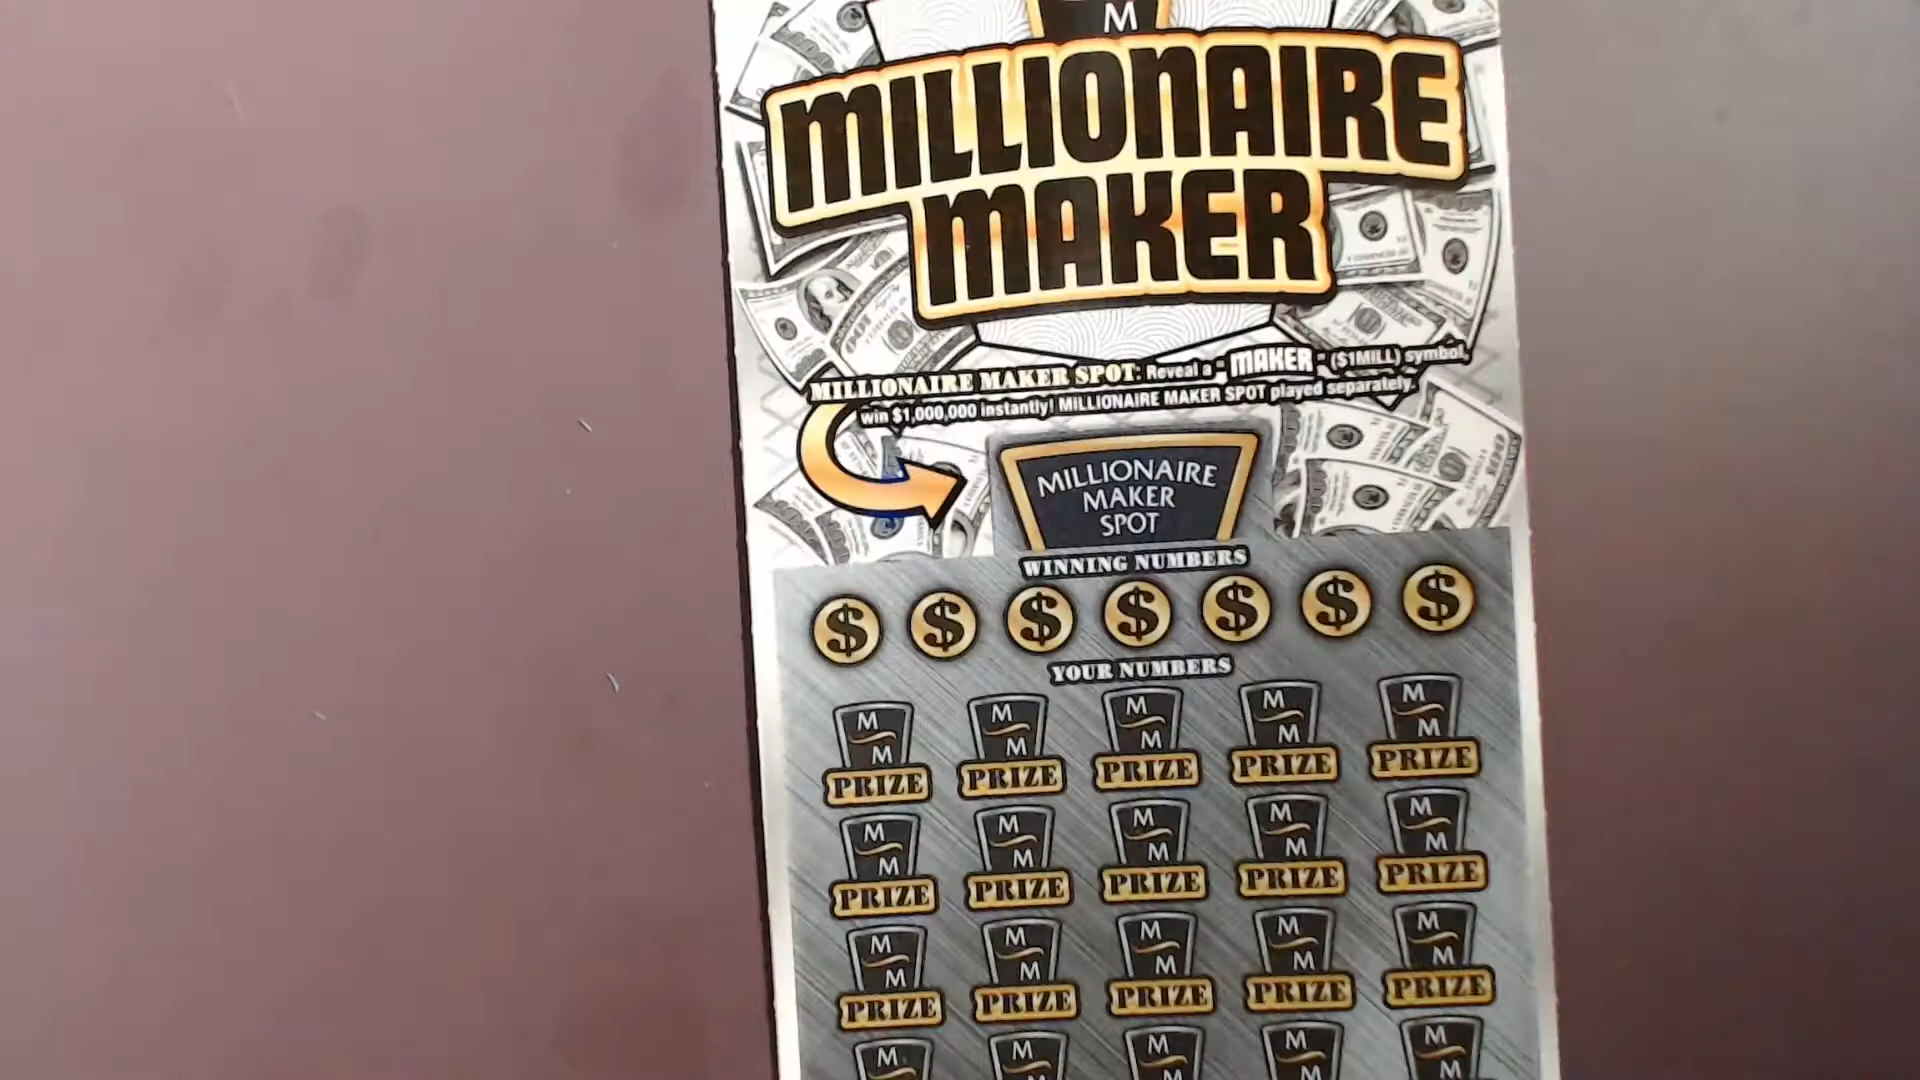 M
MILLIONAIRE
MAKER
MILLIONAIRE MAKER SPOT: Reveal a "MAKER" ($1MILL) symbol,
win $1,000,000 instantly! MILLIONAIRE MAKER SPOT played separately.
MILLIONAIRE
MAKER
SPOT
WINNING NUMBERS
$ $ $ $ $ $ $
YOUR NUMBERS
M M M M M
M M M M M
PRIZE PRIZE PRIZE PRIZE PRIZE
M M M M M
M M M M M
PRIZE PRIZE PRIZE PRIZE PRIZE
M M M M M
M M M M M
PRIZE PRIZE PRIZE PRIZE PRIZE
M M M M M
M M M M M